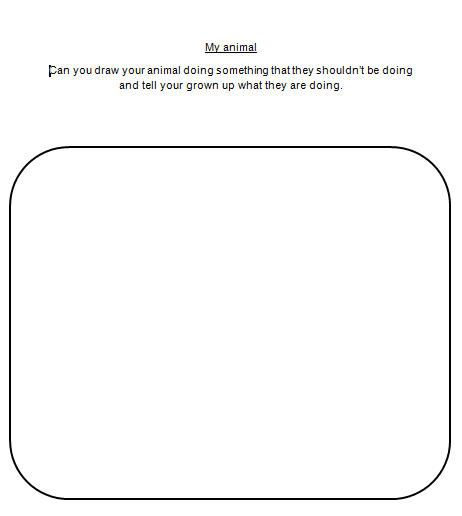 My animal
Can you draw your animal doing something that they shouldn't be doing
and tell your grown up what they are doing.